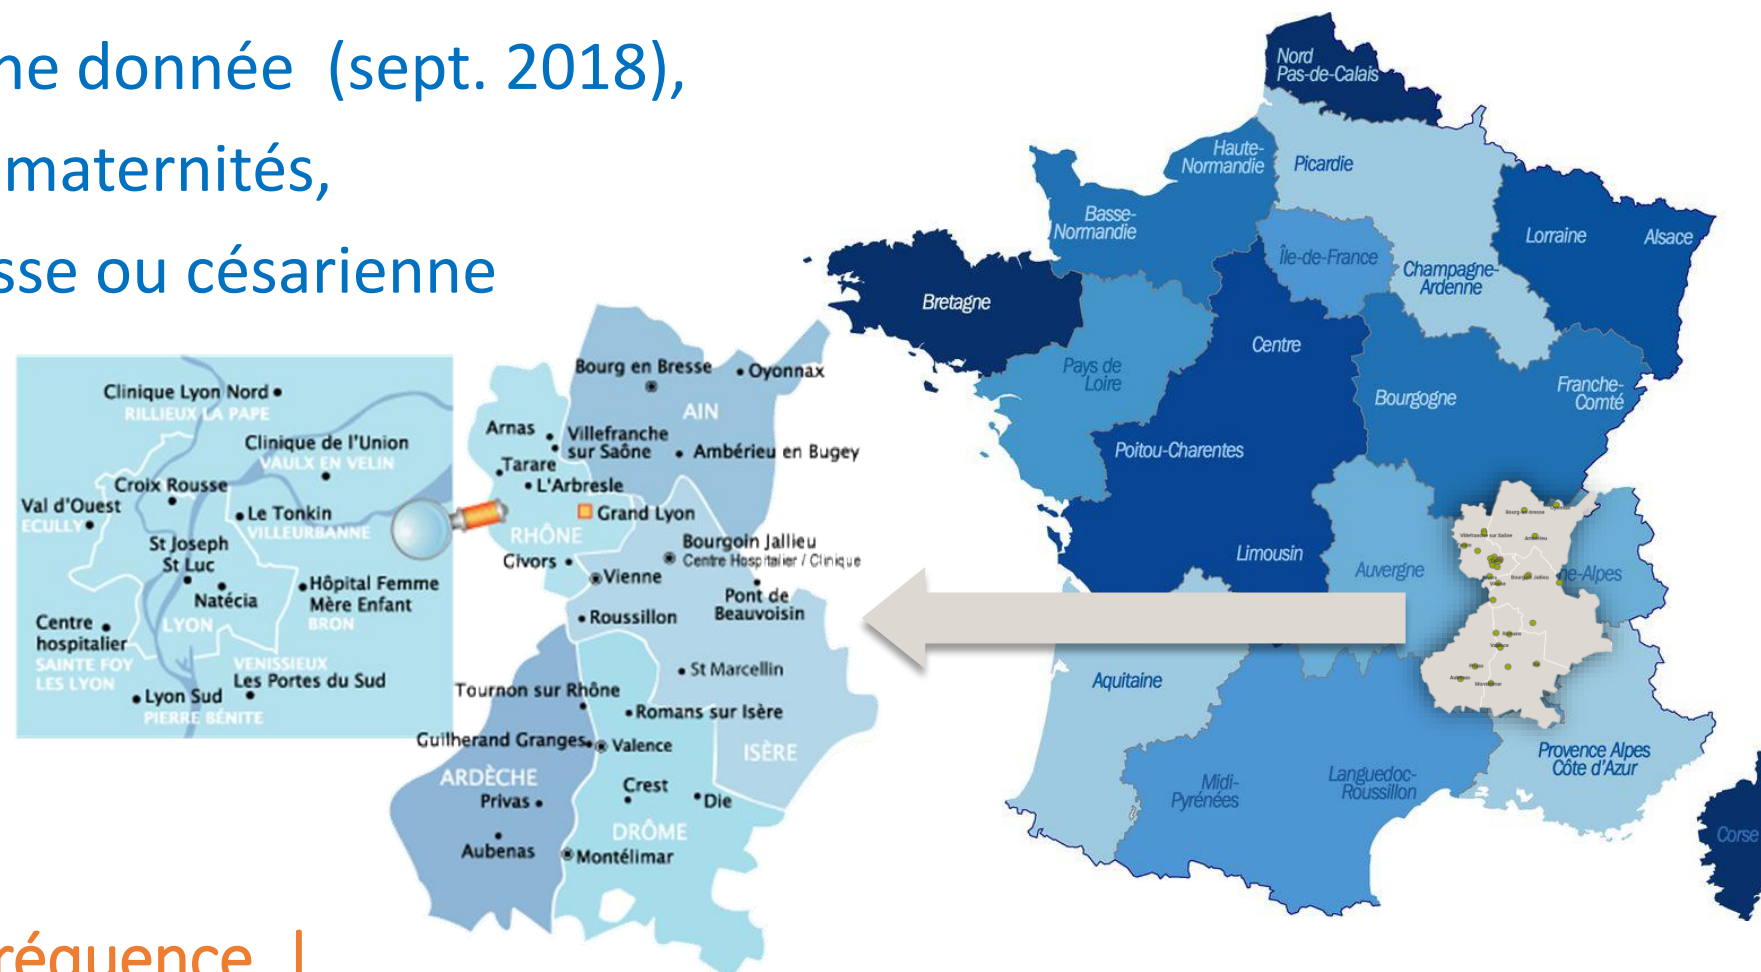 ne donnée (sept. 2018),
maternités,
sse ou césarienne
Nord
Pas-de-Calais
Haute-
Normandie
Picardie
Basse-
Normandie
Île-de-France
Champagne-
Ardenne
Lorraine
Alsace
Bretagne
Pays de
Loire
Centre
Bourgogne
Franche-
Comté
Poitou-Charentes
Limousin
Auvergne
ne-Alpes
Aquitaine
Midi-
Pyrénées
Languedoc-
Roussillon
Provence Alpes
Côte d'Azur
Corse
Clinique Lyon Nord
RILLIEUX LA PAPE
Clinique de l'Union
VAULX EN VELIN
Croix Rousse
Val d'Ouest
ECULLY
Le Tonkin
VILLEURBANNE
St Joseph
St Luc
Natécia
LYON
Hôpital Femme
Mère Enfant
BRON
Centre
hospitalier
SAINTE FOY
LES LYON
VENISSIEUX
Les Portes du Sud
Lyon Sud
PIERRE BÉNITE
Bourg en Bresse
Oyonnax
AIN
Arnas
Villefranche
sur Saône
Ambérieu en Bugey
Tarare
L'Arbresle
Grand Lyon
RHÔNE
Givors
Bourgoin Jallieu
Centre Hospitalier / Clinique
Vienne
Pont de
Beauvoisin
Roussillon
St Marcellin
Tournon sur Rhône
Romans sur Isère
Guilherand Granges
Valence
ISÈRE
ARDÈCHE
Crest
Die
Privas
DRÔME
Aubenas
Montélimar
réquence